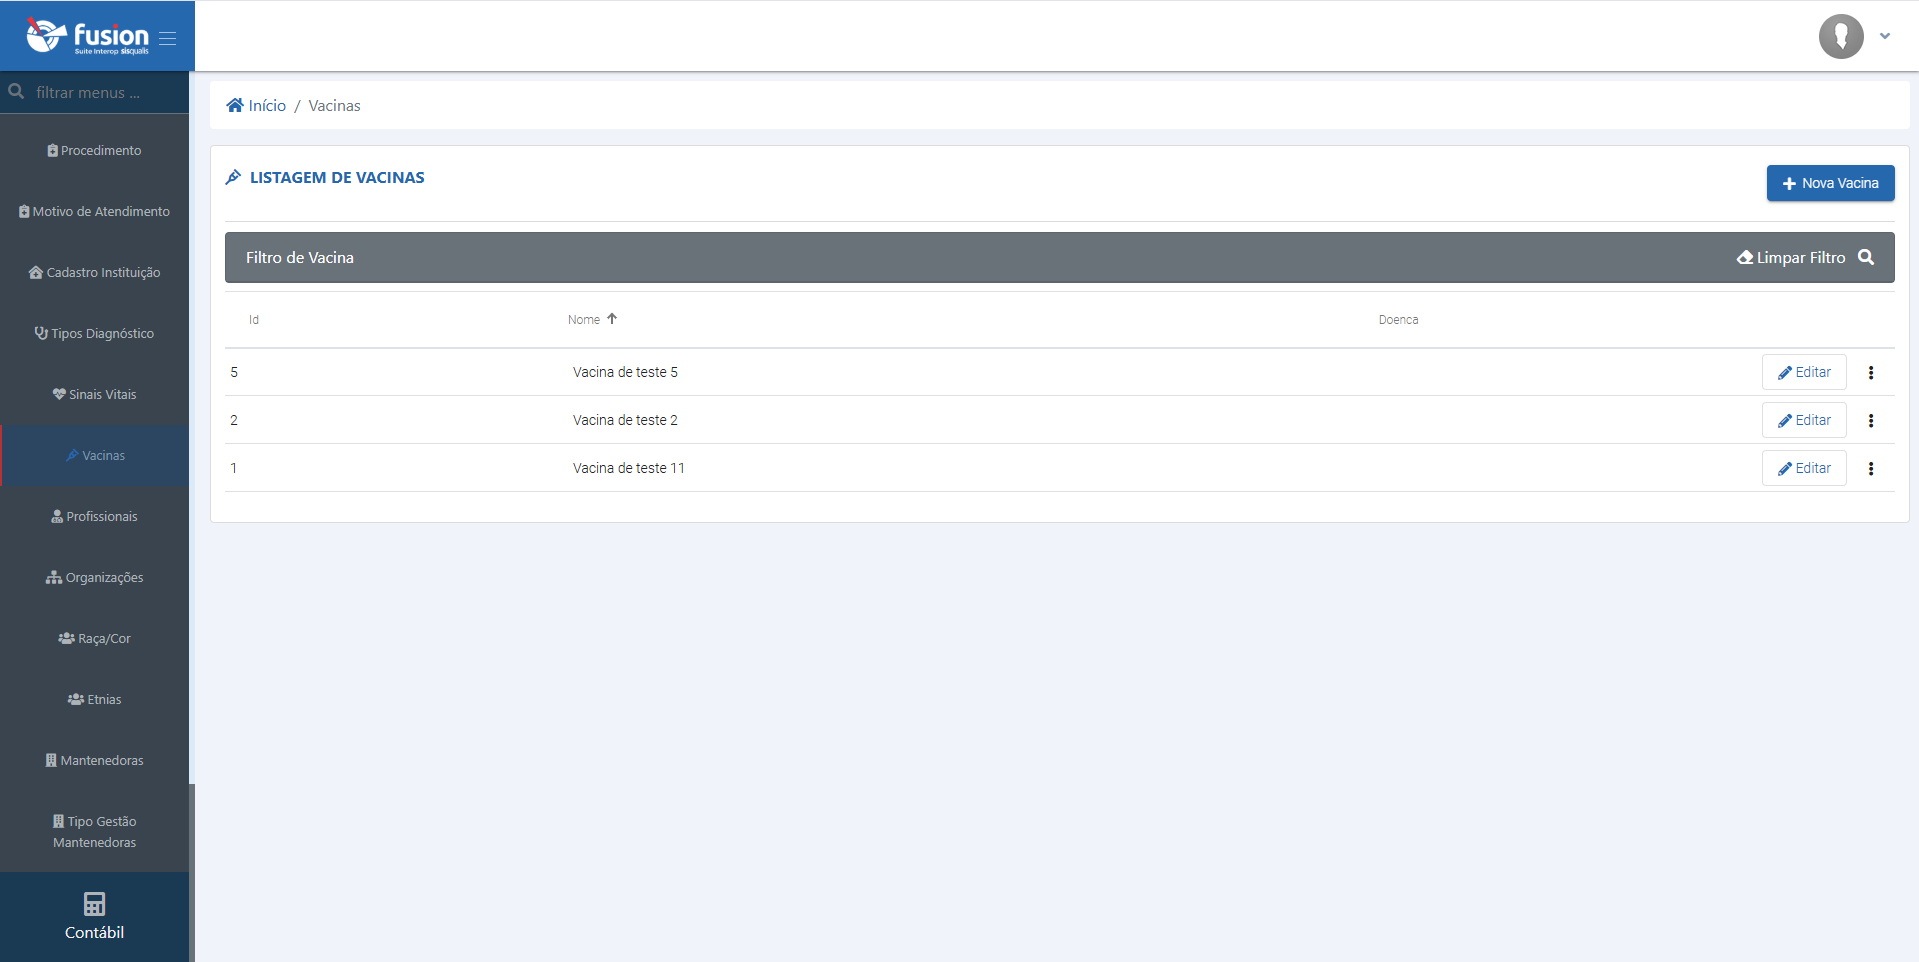 fusion
Suite Interop sisqualis
filtrar menus ...
Procedimento
Motivo de Atendimento
Cadastro Instituição
Tipos Diagnóstico
Sinais Vitais
Vacinas
Profissionais
Organizações
Raça/Cor
Etnias
Mantenedoras
Tipo Gestão
Mantenedoras
Contábil
Início / Vacinas
LISTAGEM DE VACINAS
Nova Vacina
Filtro de Vacina
Limpar Filtro
Id Nome Doenca
5 Vacina de teste 5 Editar
2 Vacina de teste 2 Editar
1 Vacina de teste 11 Editar